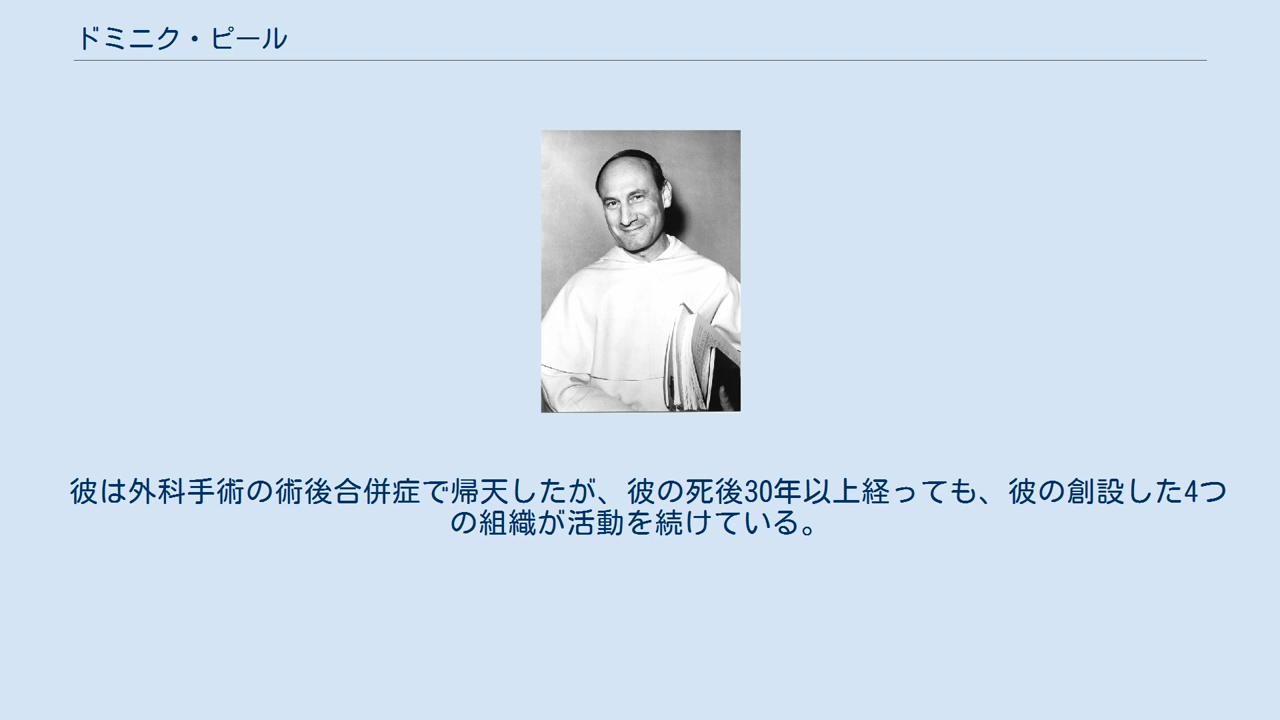 ドミニク・ピール
彼は外科手術の術後合併症で帰天したが、彼の死後30年以上経っても、彼の創設した4つ
の組織が活動を続けている。